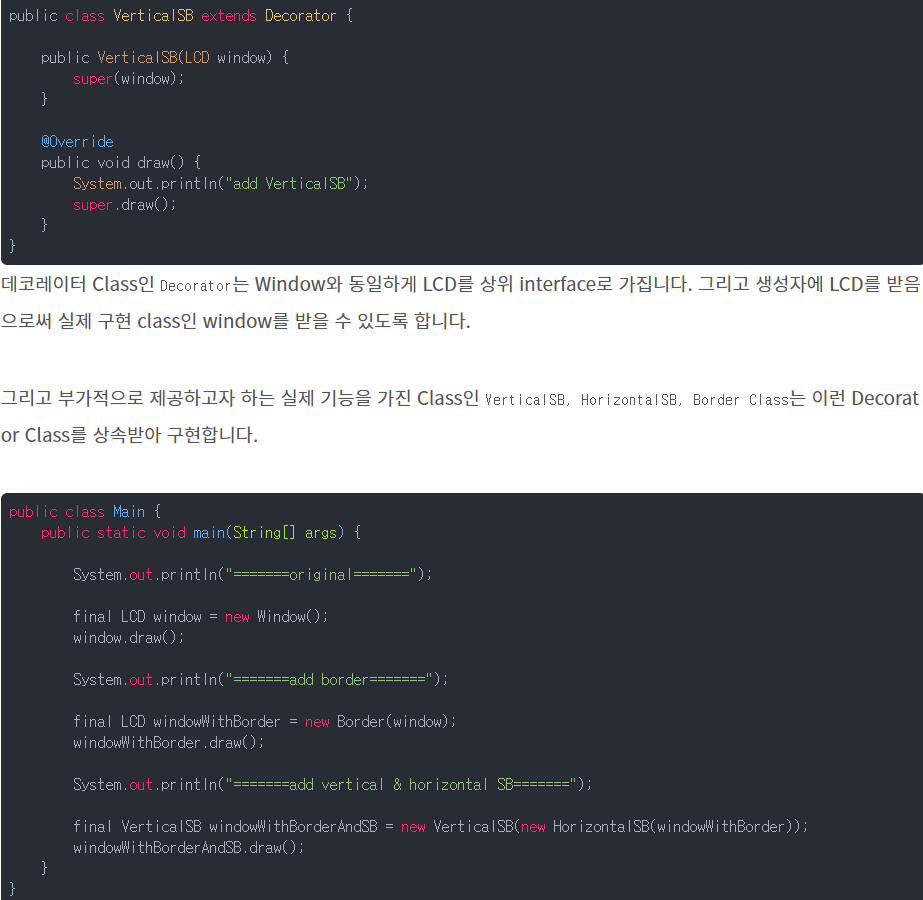 public class VerticalSB extends Decorator {
public VerticalSB(LCD window) {
super(window);
}
@Override
public void draw() {
System.out.println("add VerticalSB");
super.draw();
}
}
데코레이터 Class인 Decorator는 Window와 동일하게 LCD를 상위 interface로 가집니다. 그리고 생성자에 LCD를 받음
으로써 실제 구현 class인 window를 받을 수 있도록 합니다.
그리고 부가적으로 제공하고자 하는 실제 기능을 가진 Class인 VerticalSB, HorizontalSB, Border Class는 이런 Decorat
or Class를 상속받아 구현합니다.
public class Main {
public static void main(String[] args) {
System.out.println("=======original=======");
final LCD window = new Window();
window.draw();
System.out.println("=======add border=======");
final LCD windowWithBorder = new Border(window);
windowWithBorder.draw();
System.out.println("=======add vertical & horizontal SB=======");
final VerticalSB windowWithBorderAndSB = new VerticalSB(new HorizontalSB(windowWithBorder));
windowWithBorderAndSB.draw();
}
}